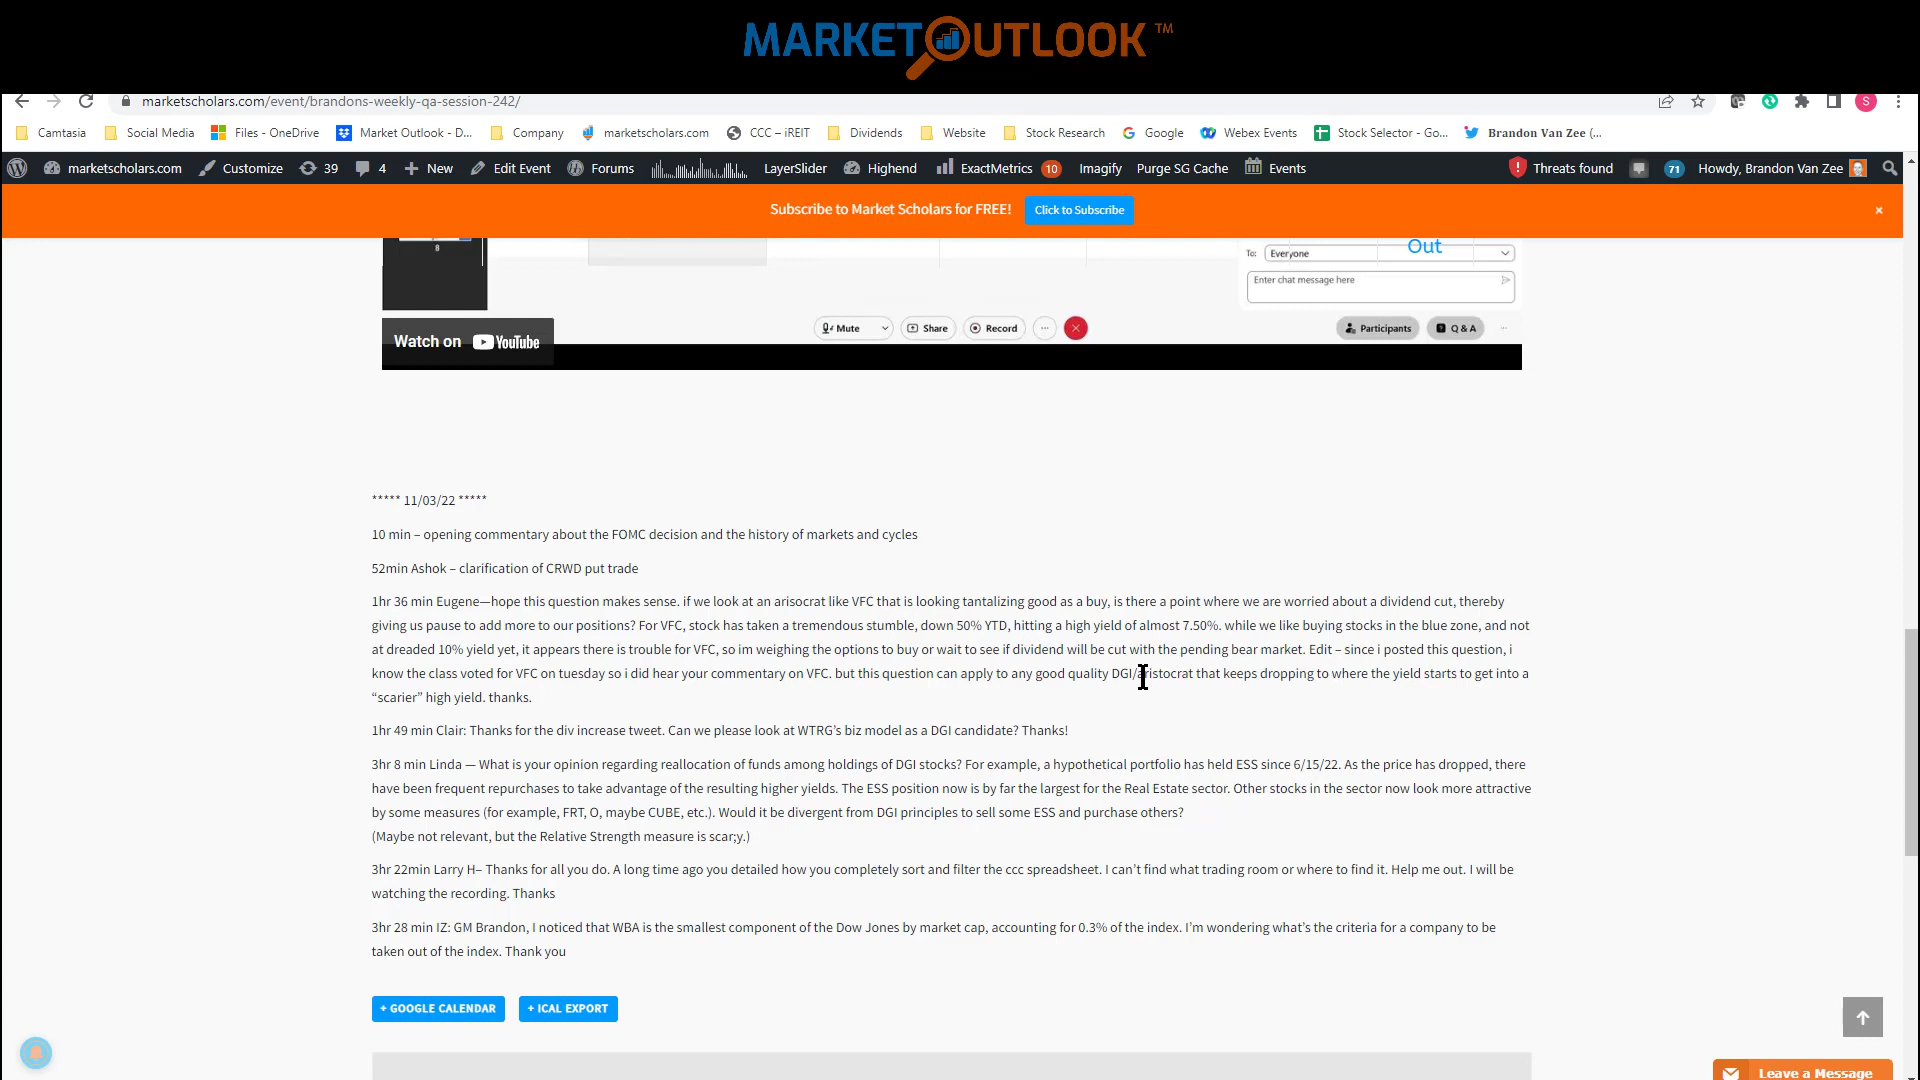 MARKETOUTLOOK™
marketscholars.com/event/brandons-weekly-qa-session-242/
S
Camtasia
Social Media
Files - OneDrive
Market Outlook - D...
Company
marketscholars.com
CCC – iREIT
Dividends
Website
Stock Research
Google
Webex Events
Stock Selector - Go...
Brandon Van Zee (...
marketscholars.com
Customize
39
4
New
Edit Event
Forums
LayerSlider
Highend
ExactMetrics 10
Imagify
Purge SG Cache
Events
Threats found
71
Howdy, Brandon Van Zee
Subscribe to Market Scholars for FREE!
Click to Subscribe
×
8
Out
To: Everyone
Enter chat message here
Watch on YouTube
Mute
Share
Record
Participants
Q & A
***** 11/03/22 *****
10 min – opening commentary about the FOMC decision and the history of markets and cycles
52min Ashok – clarification of CRWD put trade
1hr 36 min Eugene—hope this question makes sense. if we look at an arisocrat like VFC that is looking tantalizing good as a buy, is there a point where we are worried about a dividend cut, thereby
giving us pause to add more to our positions? For VFC, stock has taken a tremendous stumble, down 50% YTD, hitting a high yield of almost 7.50%. while we like buying stocks in the blue zone, and not
at dreaded 10% yield yet, it appears there is trouble for VFC, so im weighing the options to buy or wait to see if dividend will be cut with the pending bear market. Edit – since i posted this question, i
know the class voted for VFC on tuesday so i did hear your commentary on VFC. but this question can apply to any good quality DGI/aristocrat that keeps dropping to where the yield starts to get into a
“scarier” high yield. thanks.
1hr 49 min Clair: Thanks for the div increase tweet. Can we please look at WTRG’s biz model as a DGI candidate? Thanks!
3hr 8 min Linda — What is your opinion regarding reallocation of funds among holdings of DGI stocks? For example, a hypothetical portfolio has held ESS since 6/15/22. As the price has dropped, there
have been frequent repurchases to take advantage of the resulting higher yields. The ESS position now is by far the largest for the Real Estate sector. Other stocks in the sector now look more attractive
by some measures (for example, FRT, O, maybe CUBE, etc.). Would it be divergent from DGI principles to sell some ESS and purchase others?
(Maybe not relevant, but the Relative Strength measure is scar;y.)
3hr 22min Larry H– Thanks for all you do. A long time ago you detailed how you completely sort and filter the ccc spreadsheet. I can’t find what trading room or where to find it. Help me out. I will be
watching the recording. Thanks
3hr 28 min IZ: GM Brandon, I noticed that WBA is the smallest component of the Dow Jones by market cap, accounting for 0.3% of the index. I’m wondering what’s the criteria for a company to be
taken out of the index. Thank you
+ GOOGLE CALENDAR
+ ICAL EXPORT
Leave a Message